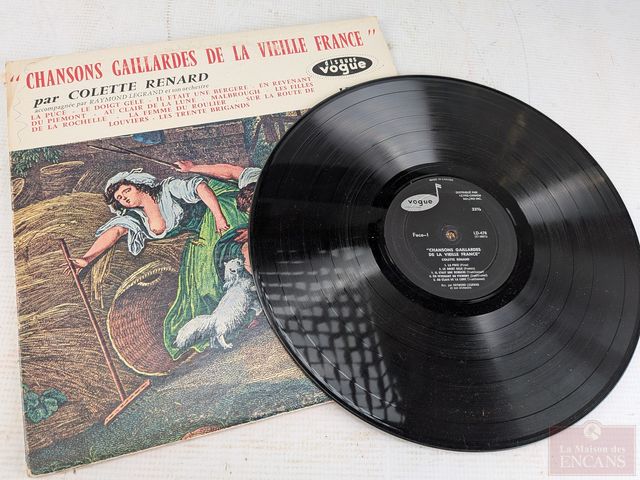 "CHANSONS GAILLARDES DE LA VIEILLE FRANCE"
par COLETTE RENARD
accompagnée par RAYMOND LEGRAND et son orchestre
DISQUES
vogue
LA PUCE - LE DOIGT GELÉ - IL ÉTAIT UNE BERGÈRE - EN REVENANT
DU PIEMONT - AU CLAIR DE LA LUNE - MALBROUGH - LES FILLES
DE LA ROCHELLE - LA FEMME DU ROULIER - SUR LA ROUTE DE
LOUVIERS - LES TRENTE BRIGANDS
vogue
33⅓
Face-1
LD-476
"CHANSONS GAILLARDES
DE LA VIEILLE FRANCE"
COLETTE RENARD
La Maison des
ENCANS